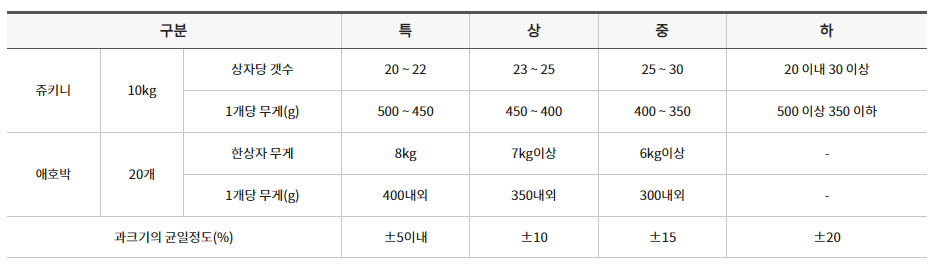 구분 특 상 중 하
쥬키니 10kg 상자당 갯수 20 ~ 22 23 ~ 25 25 ~ 30 20 이내 30 이상
1개당 무게(g) 500 ~ 450 450 ~ 400 400 ~ 350 500 이상 350 이하
애호박 20개 한상자 무게 8kg 7kg이상 6kg이상 -
1개당 무게(g) 400내외 350내외 300내외 -
과크기의 균일정도(%) ±5이내 ±10 ±15 ±20